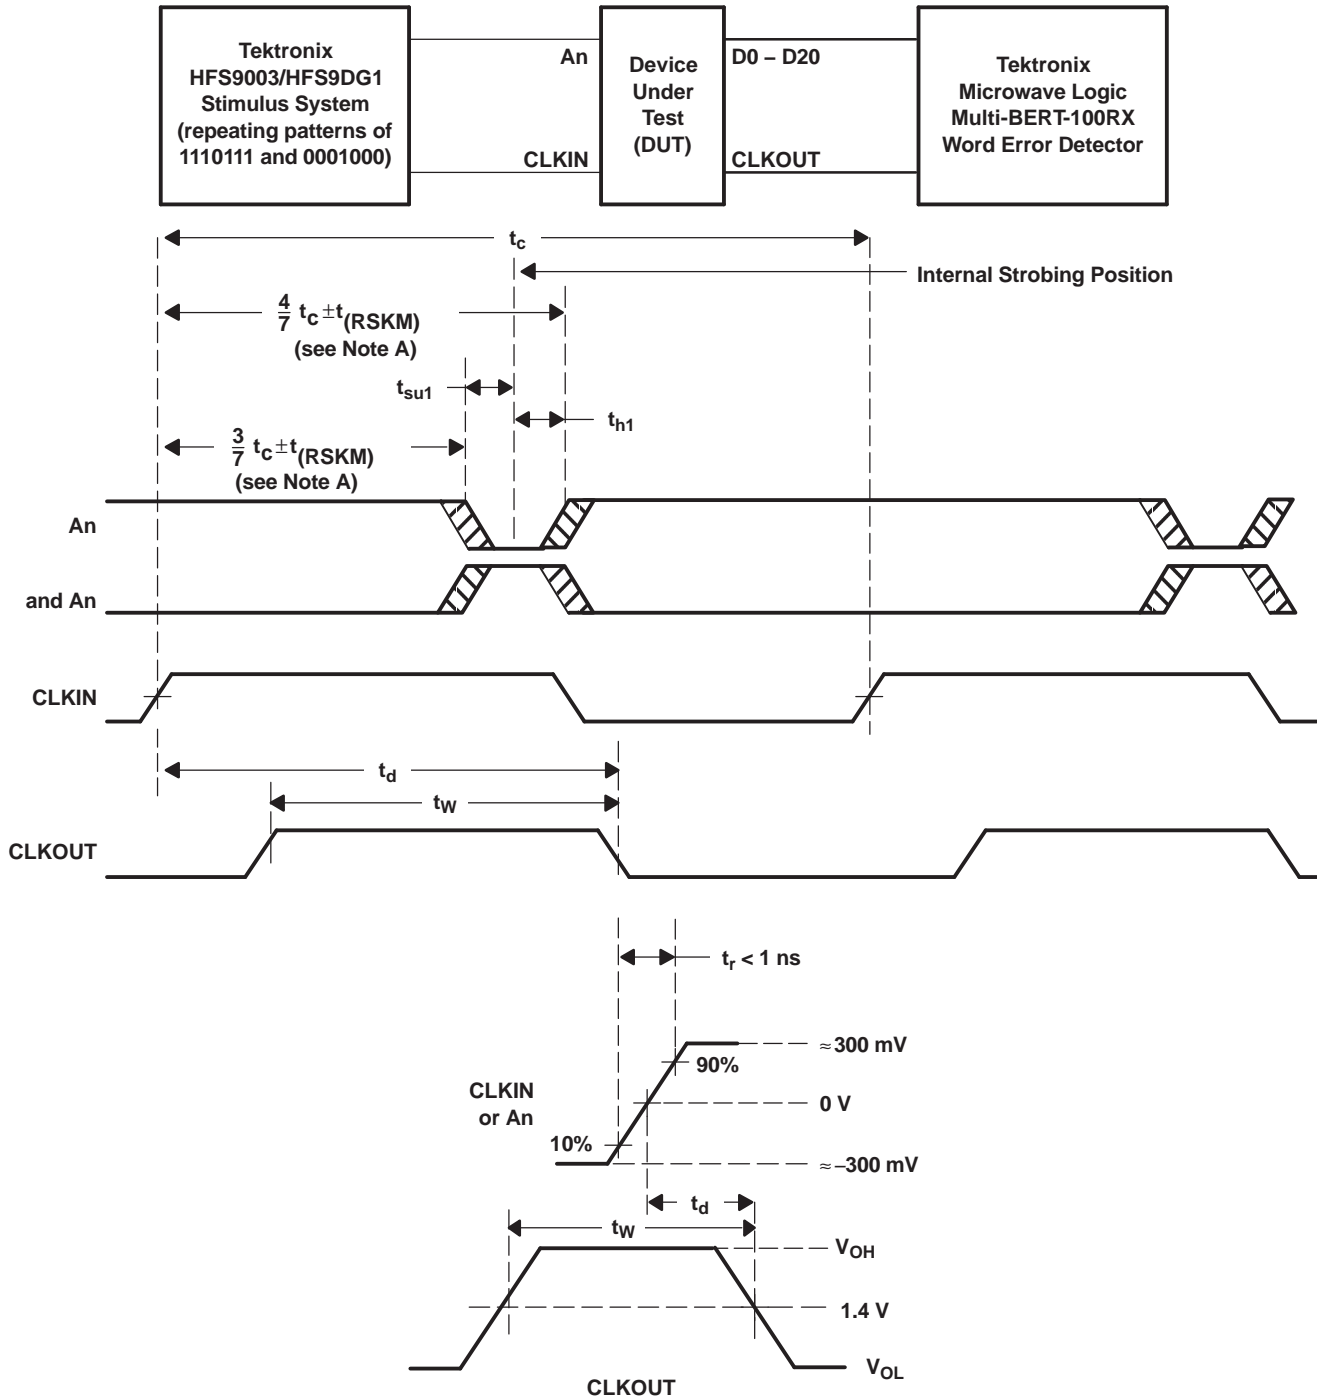 Tektronix
HFS9003/HFS9DG1
Stimulus System
(repeating patterns of
1110111 and 0001000)
An
CLKIN
Device
Under
Test
(DUT)
D0 – D20
CLKOUT
Tektronix
Microwave Logic
Multi-BERT-100RX
Word Error Detector
tc
Internal Strobing Position
4/7 tc ±t(RSKM)
(see Note A)
tsu1
th1
3/7 tc ±t(RSKM)
(see Note A)
An
and An
CLKIN
td
tW
CLKOUT
tr < 1 ns
≈ 300 mV
90%
CLKIN
or An
0 V
10%
≈ –300 mV
td
tW
VOH
1.4 V
VOL
CLKOUT